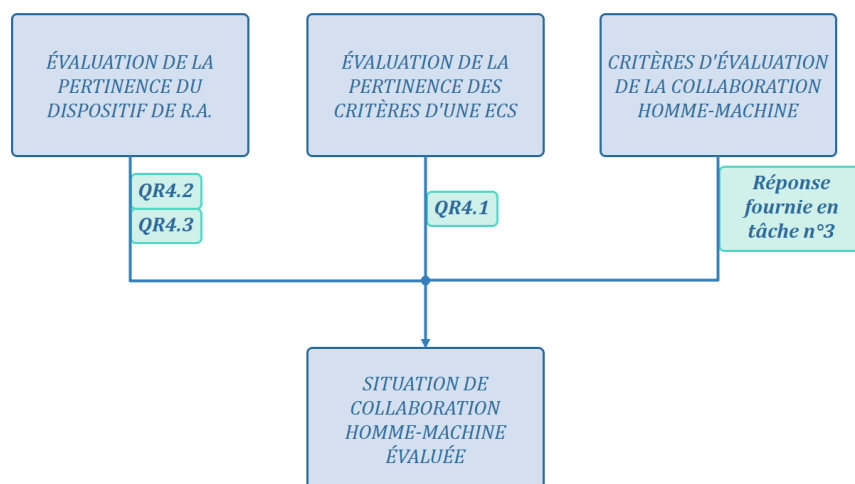 ÉVALUATION DE LA
PERTINENCE DU
DISPOSITIF DE R.A.
ÉVALUATION DE LA
PERTINENCE DES
CRITÈRES D'UNE ECS
CRITÈRES D'ÉVALUATION
DE LA COLLABORATION
HOMME-MACHINE
QR4.2
QR4.3
QR4.1
Réponse
fournie en
tâche n°3
SITUATION DE
COLLABORATION
HOMME-MACHINE
ÉVALUÉE